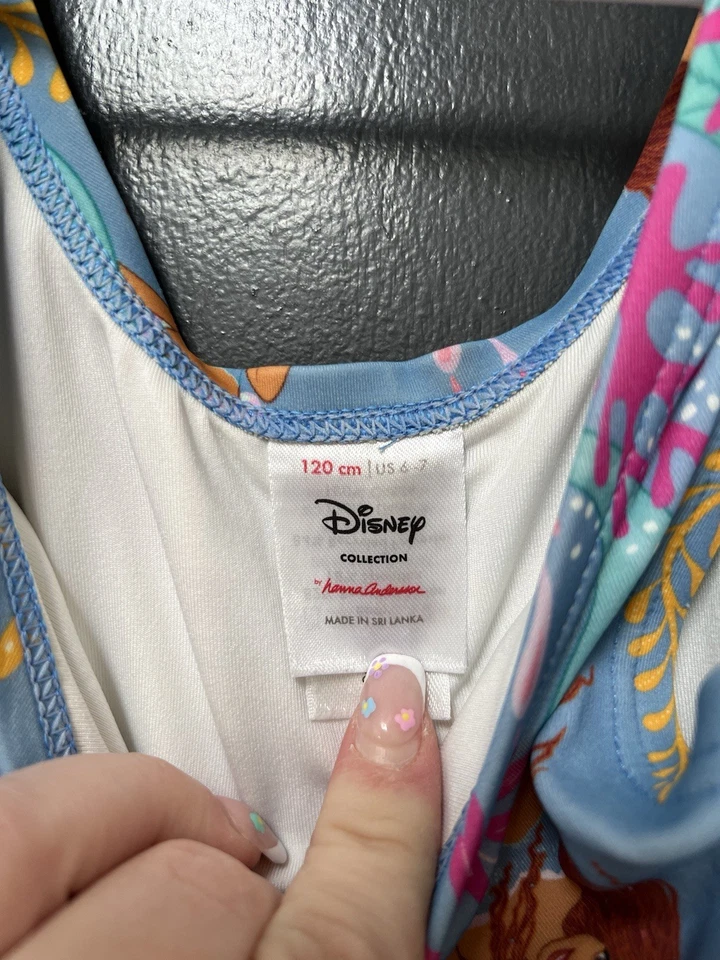 120 cm | US 6-7
Disney
COLLECTION
by hanna andersson
MADE IN SRI LANKA